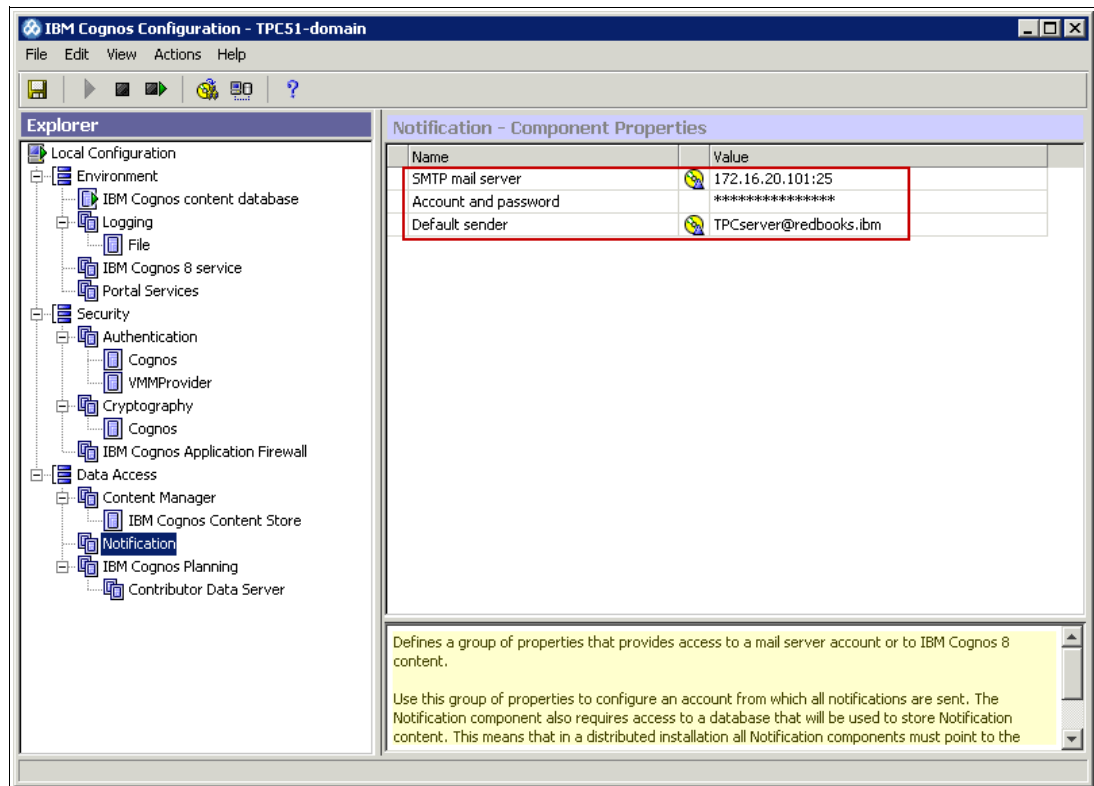 IBM Cognos Configuration - TPC51-domain
File Edit View Actions Help
Explorer
Local Configuration
Environment
IBM Cognos content database
Logging
File
IBM Cognos 8 service
Portal Services
Security
Authentication
Cognos
VMMProvider
Cryptography
Cognos
IBM Cognos Application Firewall
Data Access
Content Manager
IBM Cognos Content Store
Notification
IBM Cognos Planning
Contributor Data Server
Notification - Component Properties
Name Value
SMTP mail server 172.16.20.101:25
Account and password ***************
Default sender TPCserver@redbooks.ibm
Defines a group of properties that provides access to a mail server account or to IBM Cognos 8
content.
Use this group of properties to configure an account from which all notifications are sent. The
Notification component also requires access to a database that will be used to store Notification
content. This means that in a distributed installation all Notification components must point to the